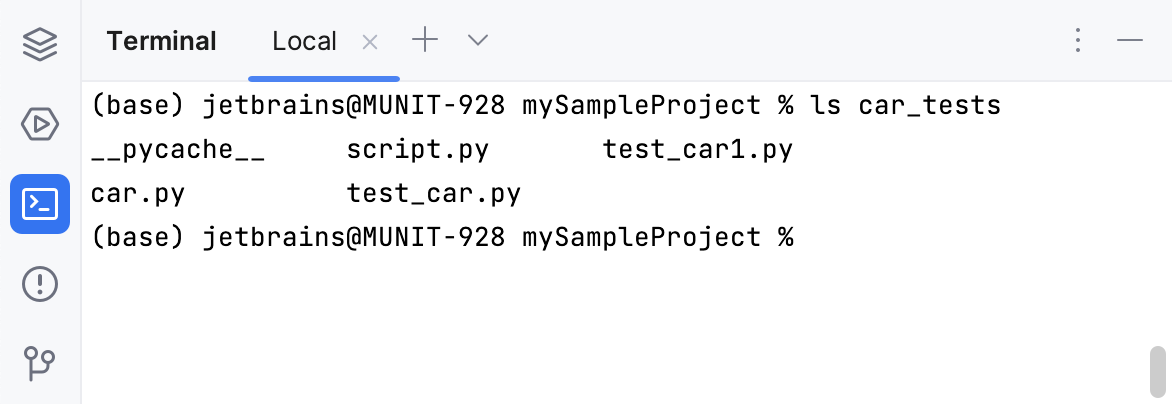 Terminal Local
(base) jetbrains@MUNIT-928 mySampleProject % ls car_tests
__pycache__ script.py test_car1.py
car.py test_car.py
(base) jetbrains@MUNIT-928 mySampleProject %